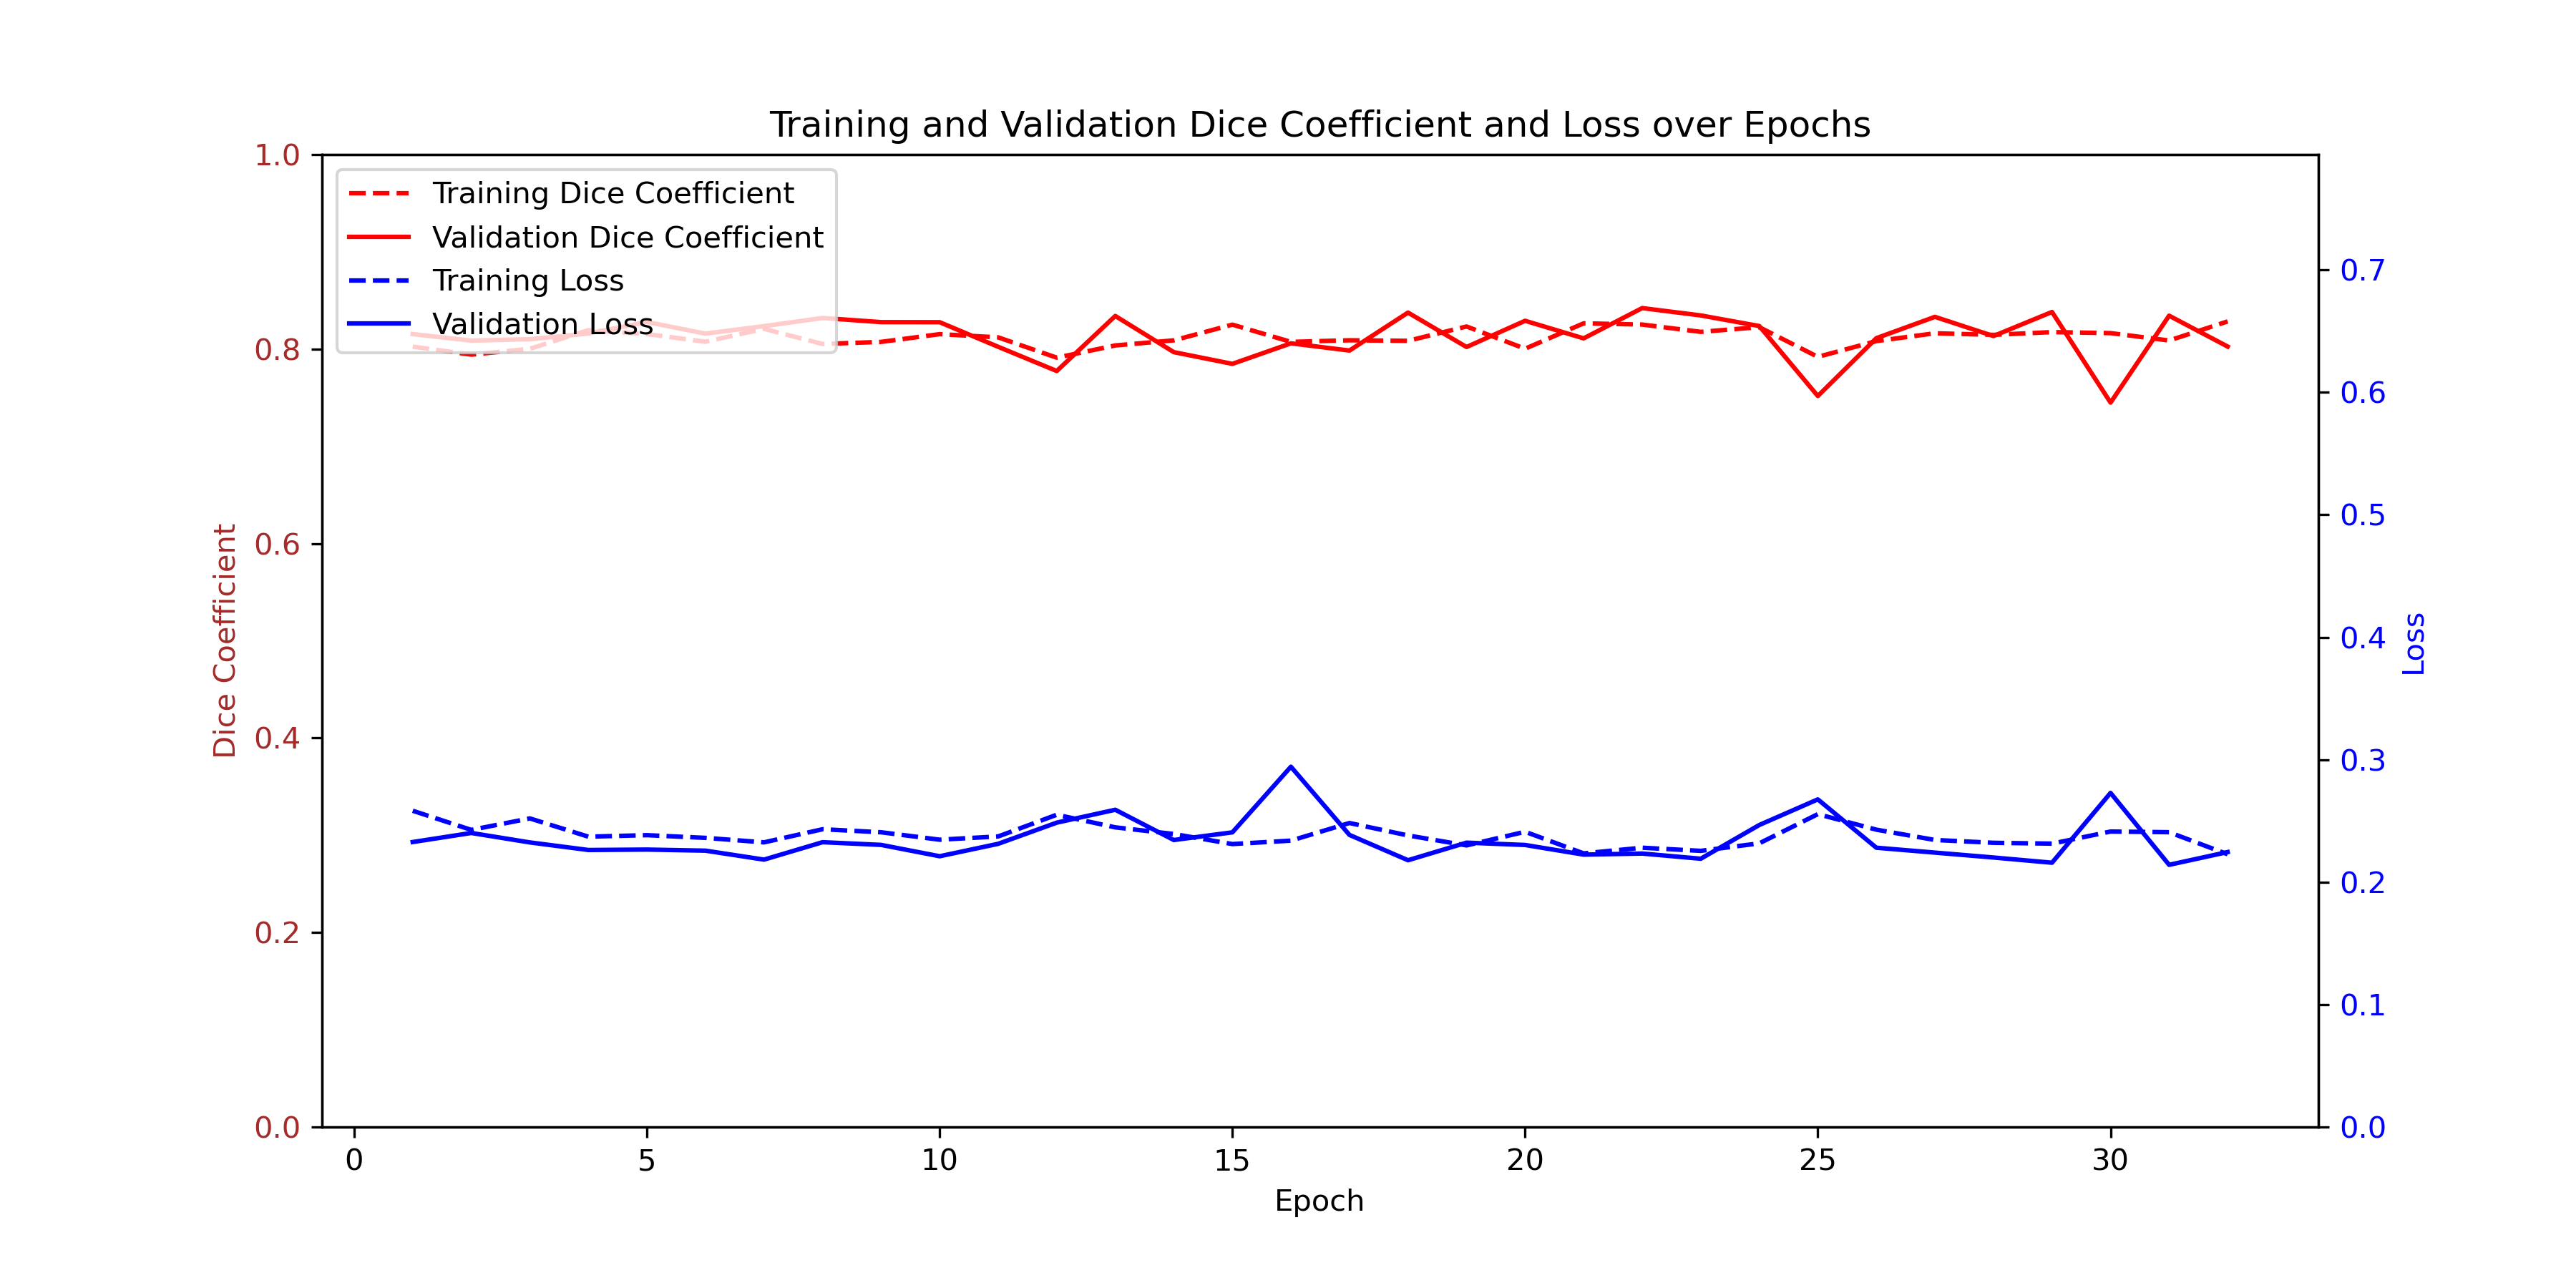 Training and Validation Dice Coefficient and Loss over Epochs
Training Dice Coefficient
Validation Dice Coefficient
Training Loss
Validation Loss
Dice Coefficient
1.0
0.8
0.6
0.4
0.2
0.0
0.7
0.6
0.5
0.4
0.3
0.2
0.1
0.0
Loss
0 5 10 15 20 25 30
Epoch